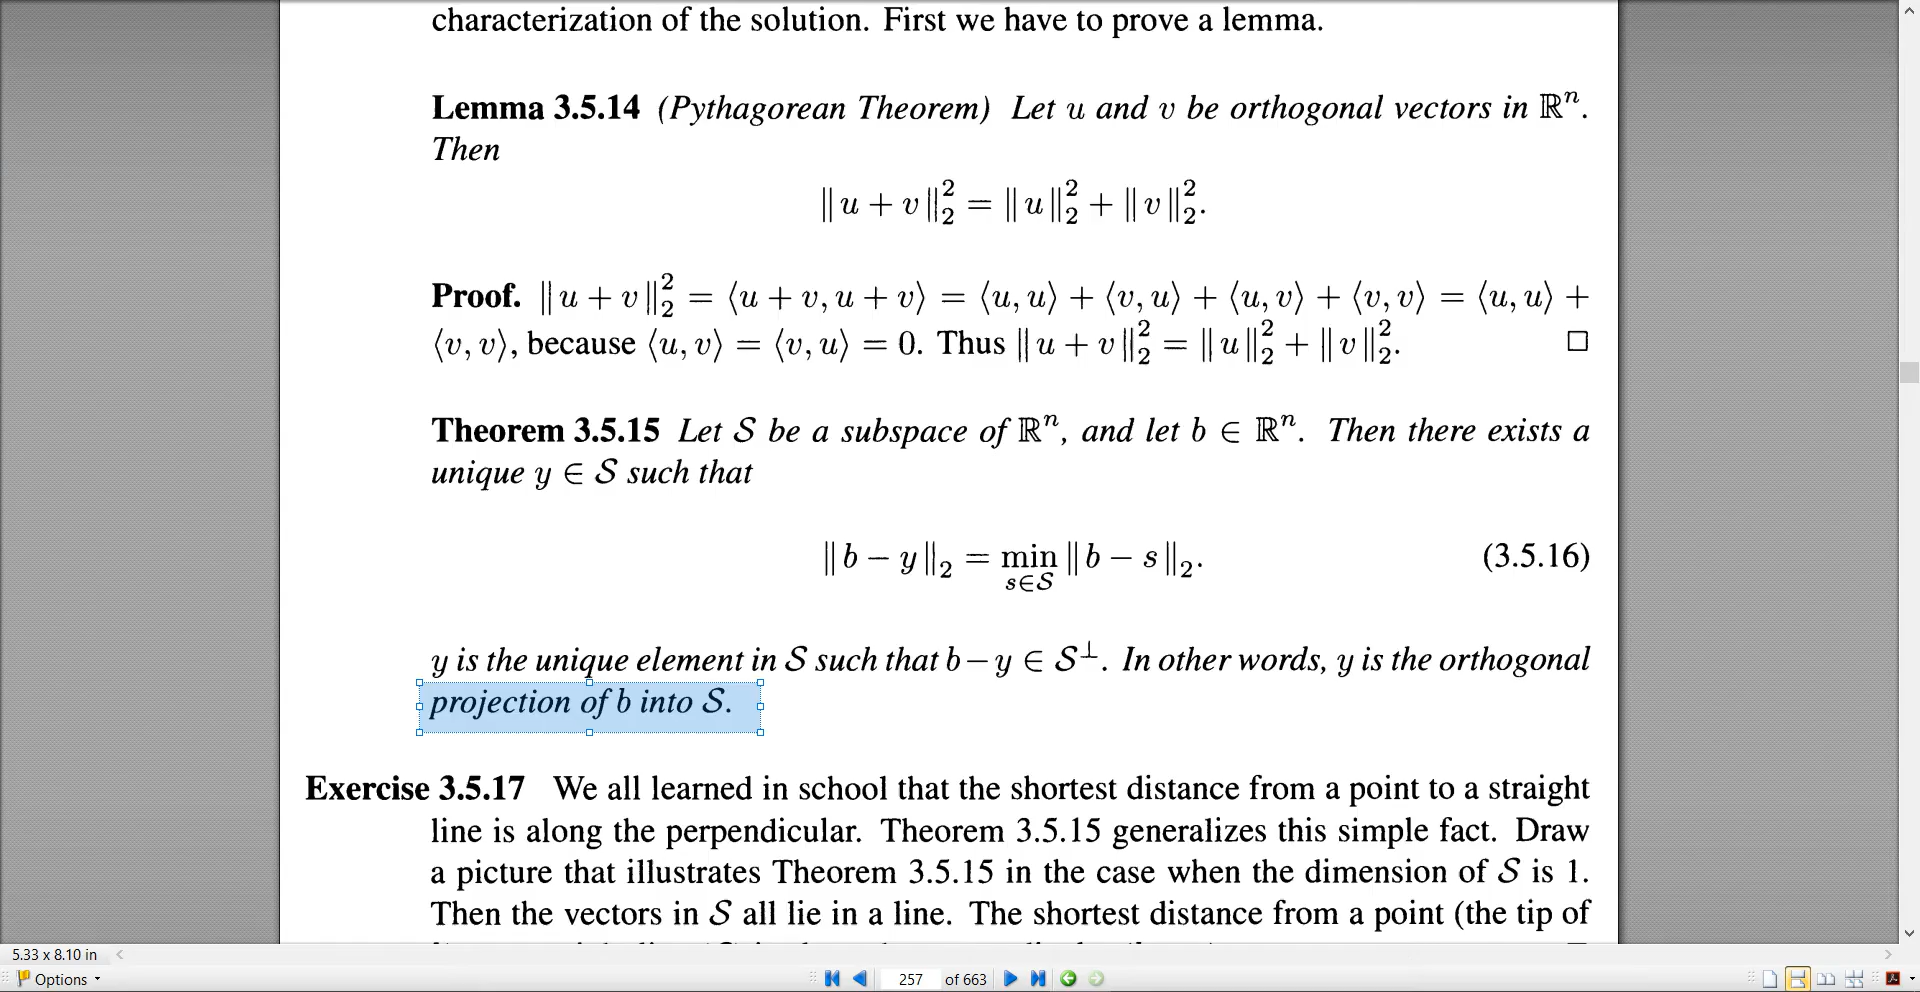 characterization of the solution. First we have to prove a lemma.
Lemma 3.5.14 (Pythagorean Theorem) Let u and v be orthogonal vectors in ℝⁿ.
Then
‖u + v‖₂² = ‖u‖₂² + ‖v‖₂².
Proof. ‖u + v‖₂² = ⟨u + v, u + v⟩ = ⟨u, u⟩ + ⟨v, u⟩ + ⟨u, v⟩ + ⟨v, v⟩ = ⟨u, u⟩ +
⟨v, v⟩, because ⟨u, v⟩ = ⟨v, u⟩ = 0. Thus ‖u + v‖₂² = ‖u‖₂² + ‖v‖₂². □
Theorem 3.5.15 Let 𝒮 be a subspace of ℝⁿ, and let b ∈ ℝⁿ. Then there exists a
unique y ∈ 𝒮 such that
‖b − y‖₂ = min ‖b − s‖₂. (3.5.16)
s∈𝒮
y is the unique element in 𝒮 such that b − y ∈ 𝒮⊥. In other words, y is the orthogonal
projection of b into 𝒮.
Exercise 3.5.17 We all learned in school that the shortest distance from a point to a straight
line is along the perpendicular. Theorem 3.5.15 generalizes this simple fact. Draw
a picture that illustrates Theorem 3.5.15 in the case when the dimension of 𝒮 is 1.
Then the vectors in 𝒮 all lie in a line. The shortest distance from a point (the tip of
5.33 x 8.10 in
Options
257 of 663